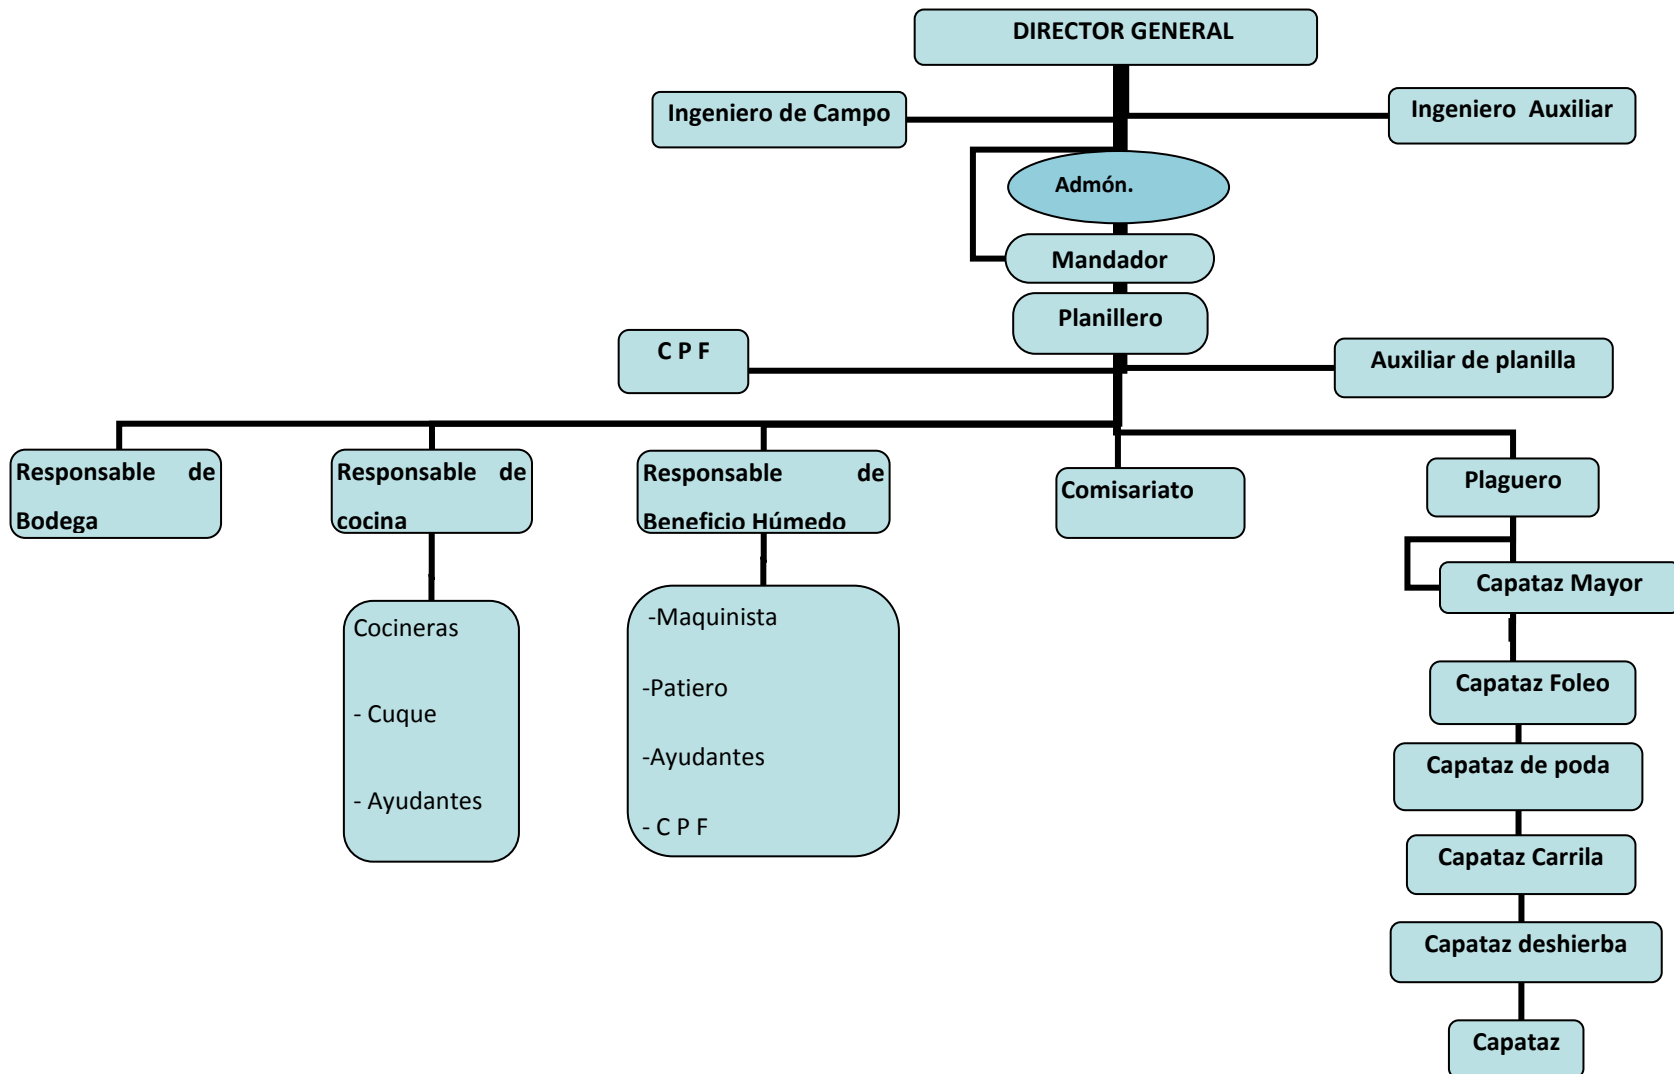 DIRECTOR GENERAL
Ingeniero de Campo
Ingeniero Auxiliar
Admón.
Mandador
Planillero
C P F
Auxiliar de planilla
Responsable de
Bodega
Responsable de
cocina
Responsable de
Beneficio Húmedo
Comisariato
Plaguero
Cocineras
- Cuque
- Ayudantes
-Maquinista
-Patiero
-Ayudantes
- C P F
Capataz Mayor
Capataz Foleo
Capataz de poda
Capataz Carrila
Capataz deshierba
Capataz